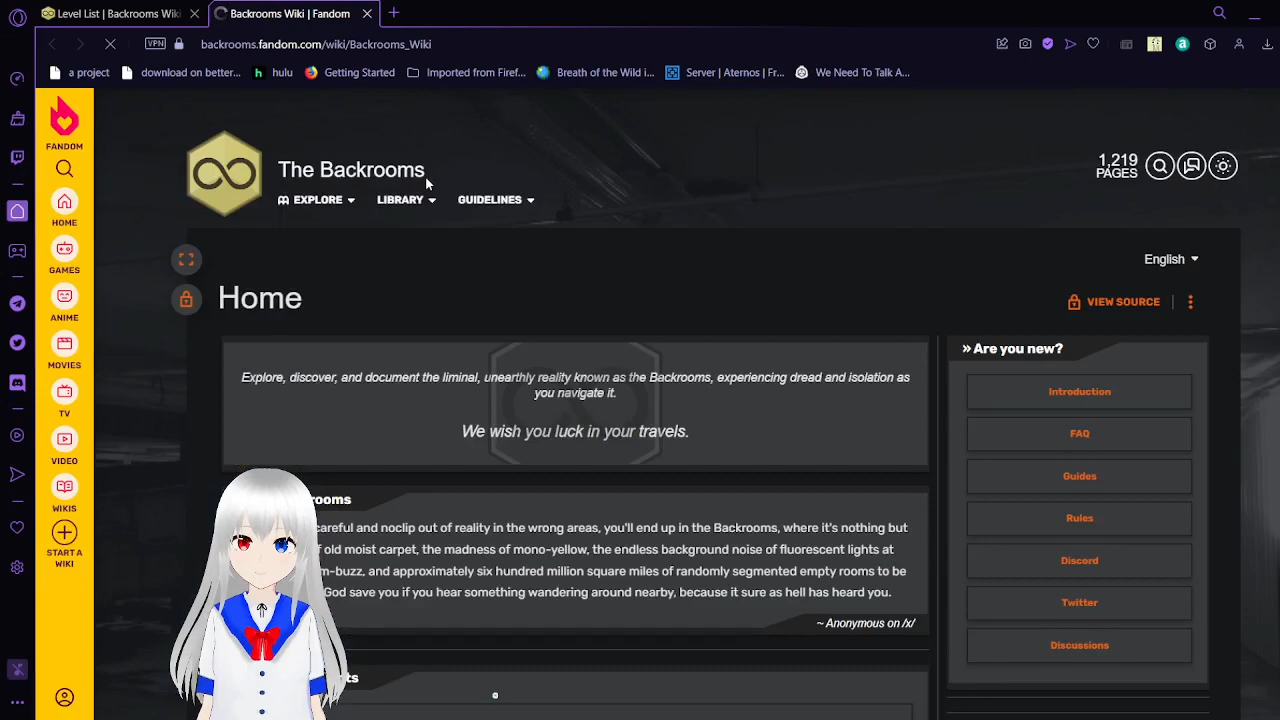 Level List | Backrooms Wiki
Backrooms Wiki | Fandom
VPN
backrooms.fandom.com/wiki/Backrooms_Wiki
a project
download on better...
hulu
Getting Started
Imported from Firef...
Breath of the Wild i...
Server | Aternos | Fr...
We Need To Talk A...
FANDOM
HOME
GAMES
ANIME
MOVIES
TV
VIDEO
WIKIS
START A
WIKI
The Backrooms
EXPLORE
LIBRARY
GUIDELINES
1,219
PAGES
English
Home
VIEW SOURCE
Explore, discover, and document the liminal, unearthly reality known as the Backrooms, experiencing dread and isolation as
you navigate it.
We wish you luck in your travels.
rooms
careful and noclip out of reality in the wrong areas, you'll end up in the Backrooms, where it's nothing but
old moist carpet, the madness of mono-yellow, the endless background noise of fluorescent lights at
m-buzz, and approximately six hundred million square miles of randomly segmented empty rooms to be
God save you if you hear something wandering around nearby, because it sure as hell has heard you.
~ Anonymous on /x/
ts
» Are you new?
Introduction
FAQ
Guides
Rules
Discord
Twitter
Discussions